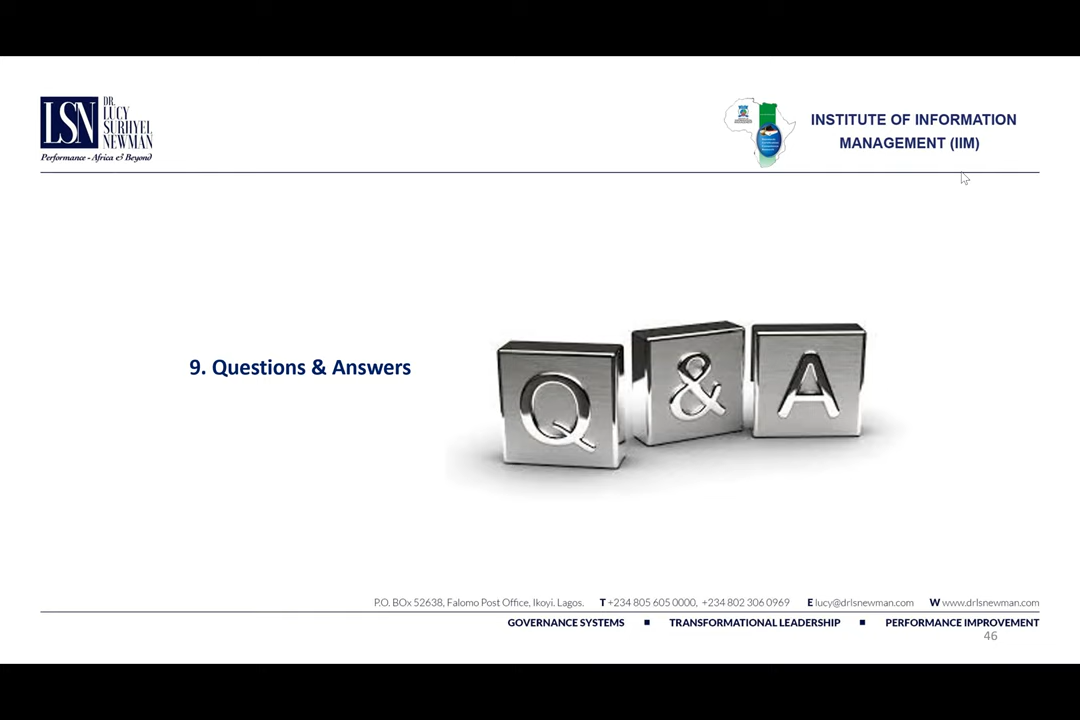 LSN
DR.
LUCY
SURHYEL
NEWMAN
Performance - Africa & Beyond
INSTITUTE OF INFORMATION
MANAGEMENT (IIM)
9. Questions & Answers
Q & A
P.O. BOx 52638, Falomo Post Office, Ikoyi. Lagos. T +234 805 605 0000, +234 802 306 0969 E lucy@drlsnewman.com W www.drlsnewman.com
GOVERNANCE SYSTEMS ■ TRANSFORMATIONAL LEADERSHIP ■ PERFORMANCE IMPROVEMENT
46